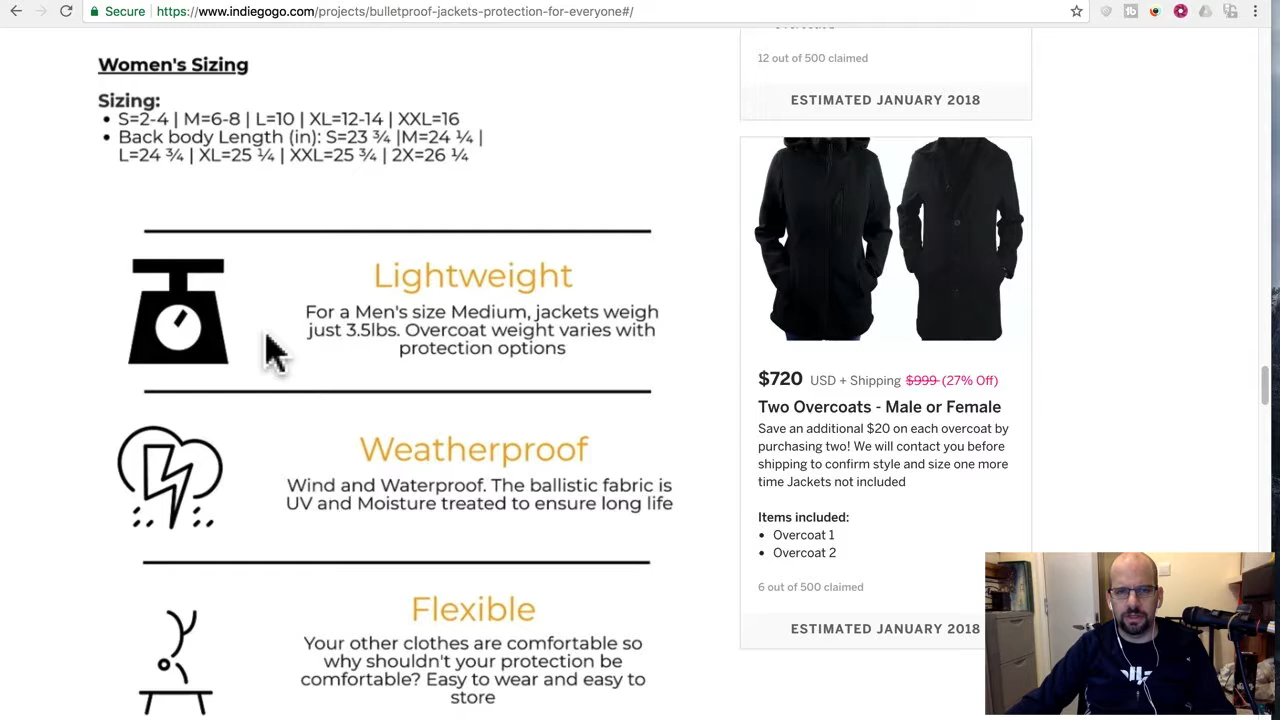 Secure
https://www.indiegogo.com/projects/bulletproof-jackets-protection-for-everyone#/
Women's Sizing
Sizing:
S=2-4 | M=6-8 | L=10 | XL=12-14 | XXL=16
Back body Length (in): S=23 ¾ |M=24 ¼ |
L=24 ¾ | XL=25 ¼ | XXL=25 ¾ | 2X=26 ¼
Lightweight
For a Men's size Medium, jackets weigh
just 3.5lbs. Overcoat weight varies with
protection options
Weatherproof
Wind and Waterproof. The ballistic fabric is
UV and Moisture treated to ensure long life
Flexible
Your other clothes are comfortable so
why shouldn't your protection be
comfortable? Easy to wear and easy to
store
12 out of 500 claimed
ESTIMATED JANUARY 2018
$720 USD + Shipping $999 (27% Off)
Two Overcoats - Male or Female
Save an additional $20 on each overcoat by
purchasing two! We will contact you before
shipping to confirm style and size one more
time Jackets not included
Items included:
Overcoat 1
Overcoat 2
6 out of 500 claimed
ESTIMATED JANUARY 2018